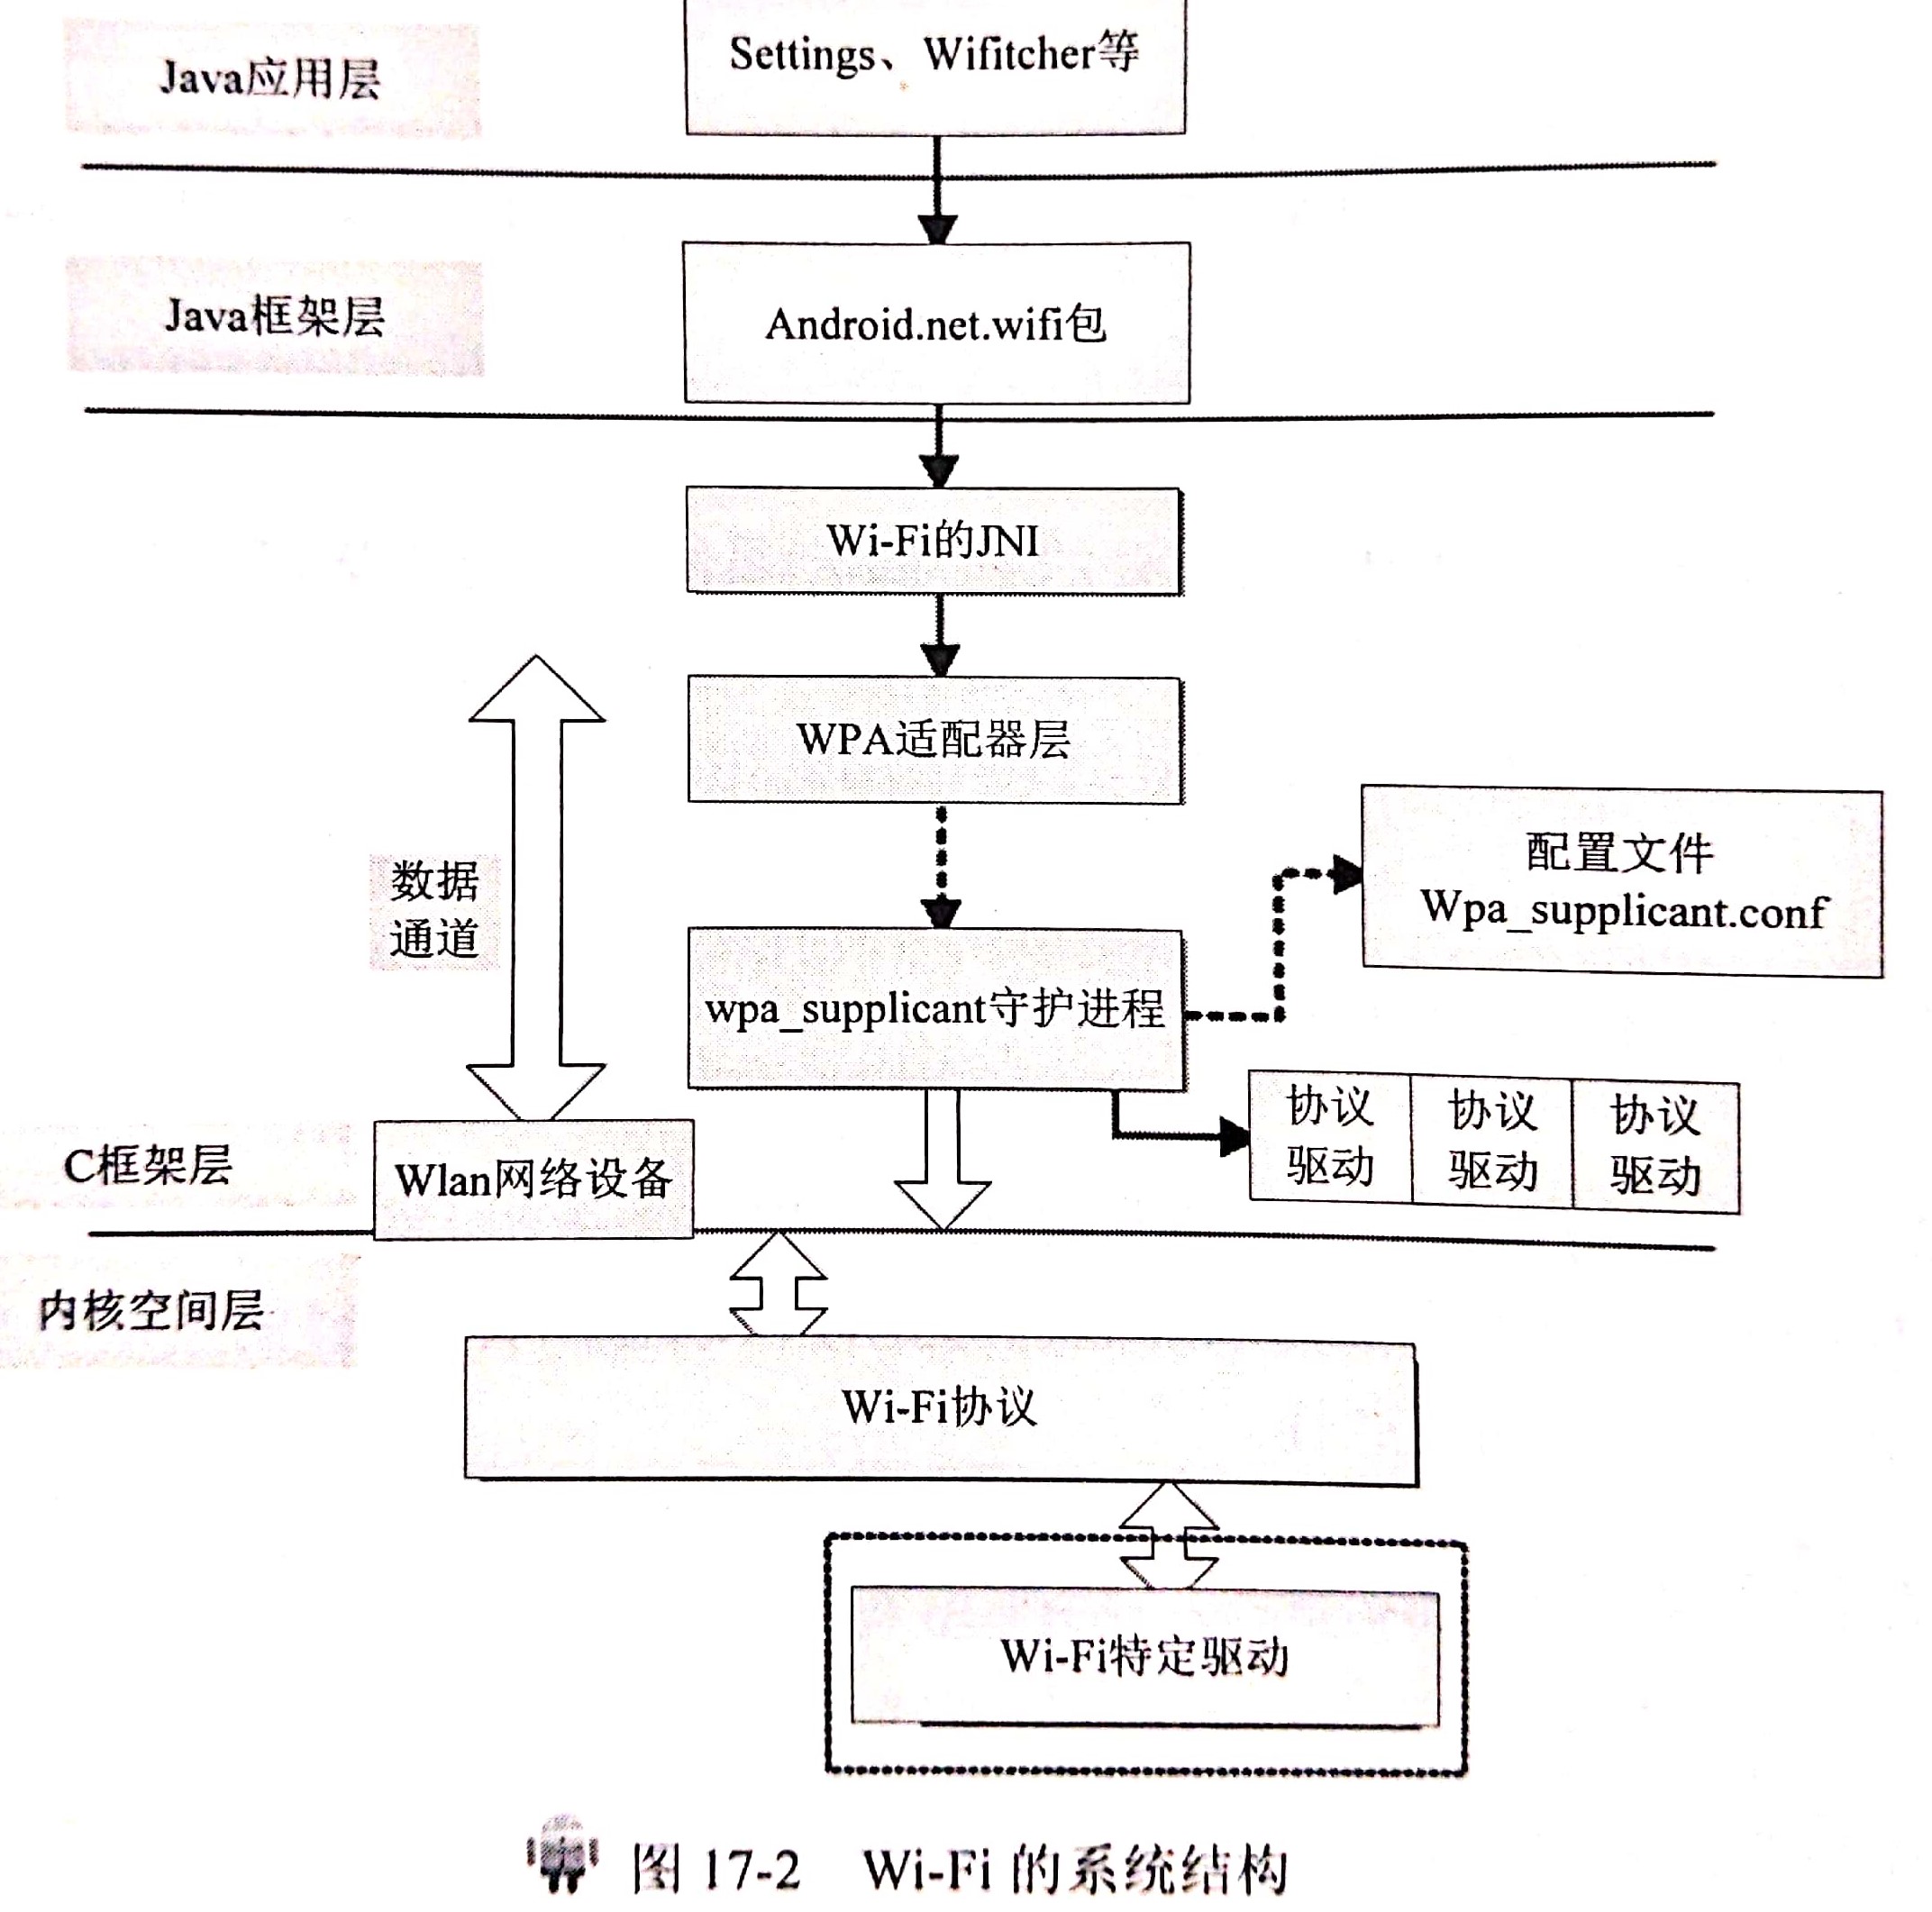 Java应用层
Settings、Wifitcher等
Java框架层
Android.net.wifi包
Wi-Fi的JNI
WPA适配器层
数据
通道
配置文件
Wpa_supplicant.conf
wpa_supplicant守护进程
协议
驱动
协议
驱动
协议
驱动
C框架层
Wlan网络设备
内核空间层
Wi-Fi协议
Wi-Fi特定驱动
图 17-2 Wi-Fi 的系统结构